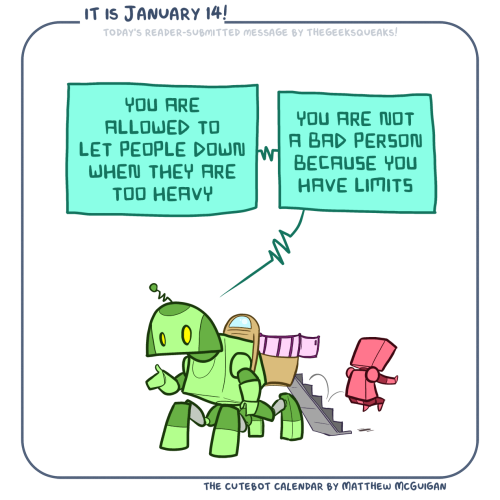 IT IS JANUARY 14!
TODAY'S READER-SUBMITTED MESSAGE BY THEGEEKSQUEAKS!
YOU ARE
ALLOWED TO
LET PEOPLE DOWN
WHEN THEY ARE
TOO HEAVY
YOU ARE NOT
A BAD PERSON
BECAUSE YOU
HAVE LIMITS
THE CUTEBOT CALENDAR BY MATTHEW MCGUIGAN